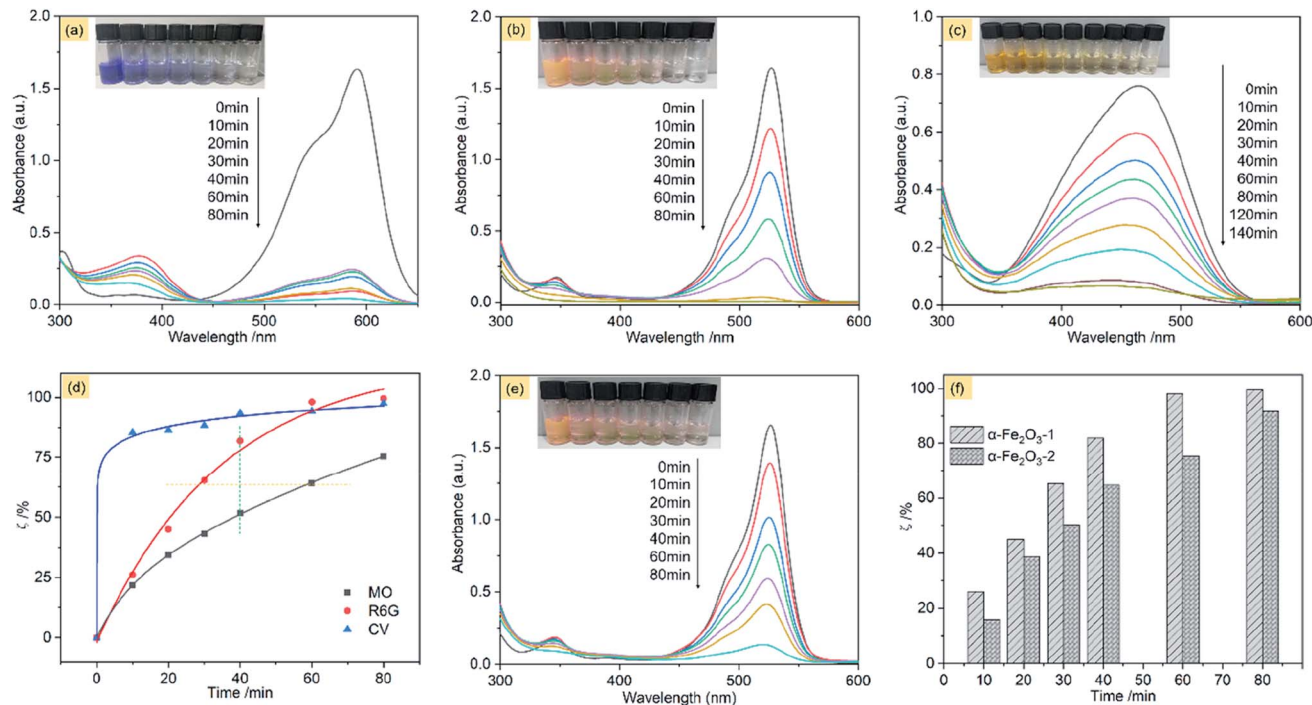 (a)
2.0
1.5
1.0
0.5
0.0
Absorbance (a.u.)
0min
10min
20min
30min
40min
60min
80min
300 400 500 600
Wavelength /nm
(b)
2.0
1.5
1.0
0.5
0.0
Absorbance (a.u.)
0min
10min
20min
30min
40min
60min
80min
300 400 500 600
Wavelength /nm
(c)
1.0
0.8
0.6
0.4
0.2
0.0
Absorbance (a.u.)
0min
10min
20min
30min
40min
60min
80min
120min
140min
300 400 500 600
Wavelength /nm
(d)
100
75
50
25
0
ζ /%
MO
R6G
CV
0 20 40 60 80
Time /min
(e)
2.0
1.5
1.0
0.5
0.0
Absorbance (a.u.)
0min
10min
20min
30min
40min
60min
80min
300 400 500 600
Wavelength (nm)
(f)
100
80
60
40
20
0
ζ /%
α-Fe₂O₃-1
α-Fe₂O₃-2
0 10 20 30 40 50 60 70 80
Time /min